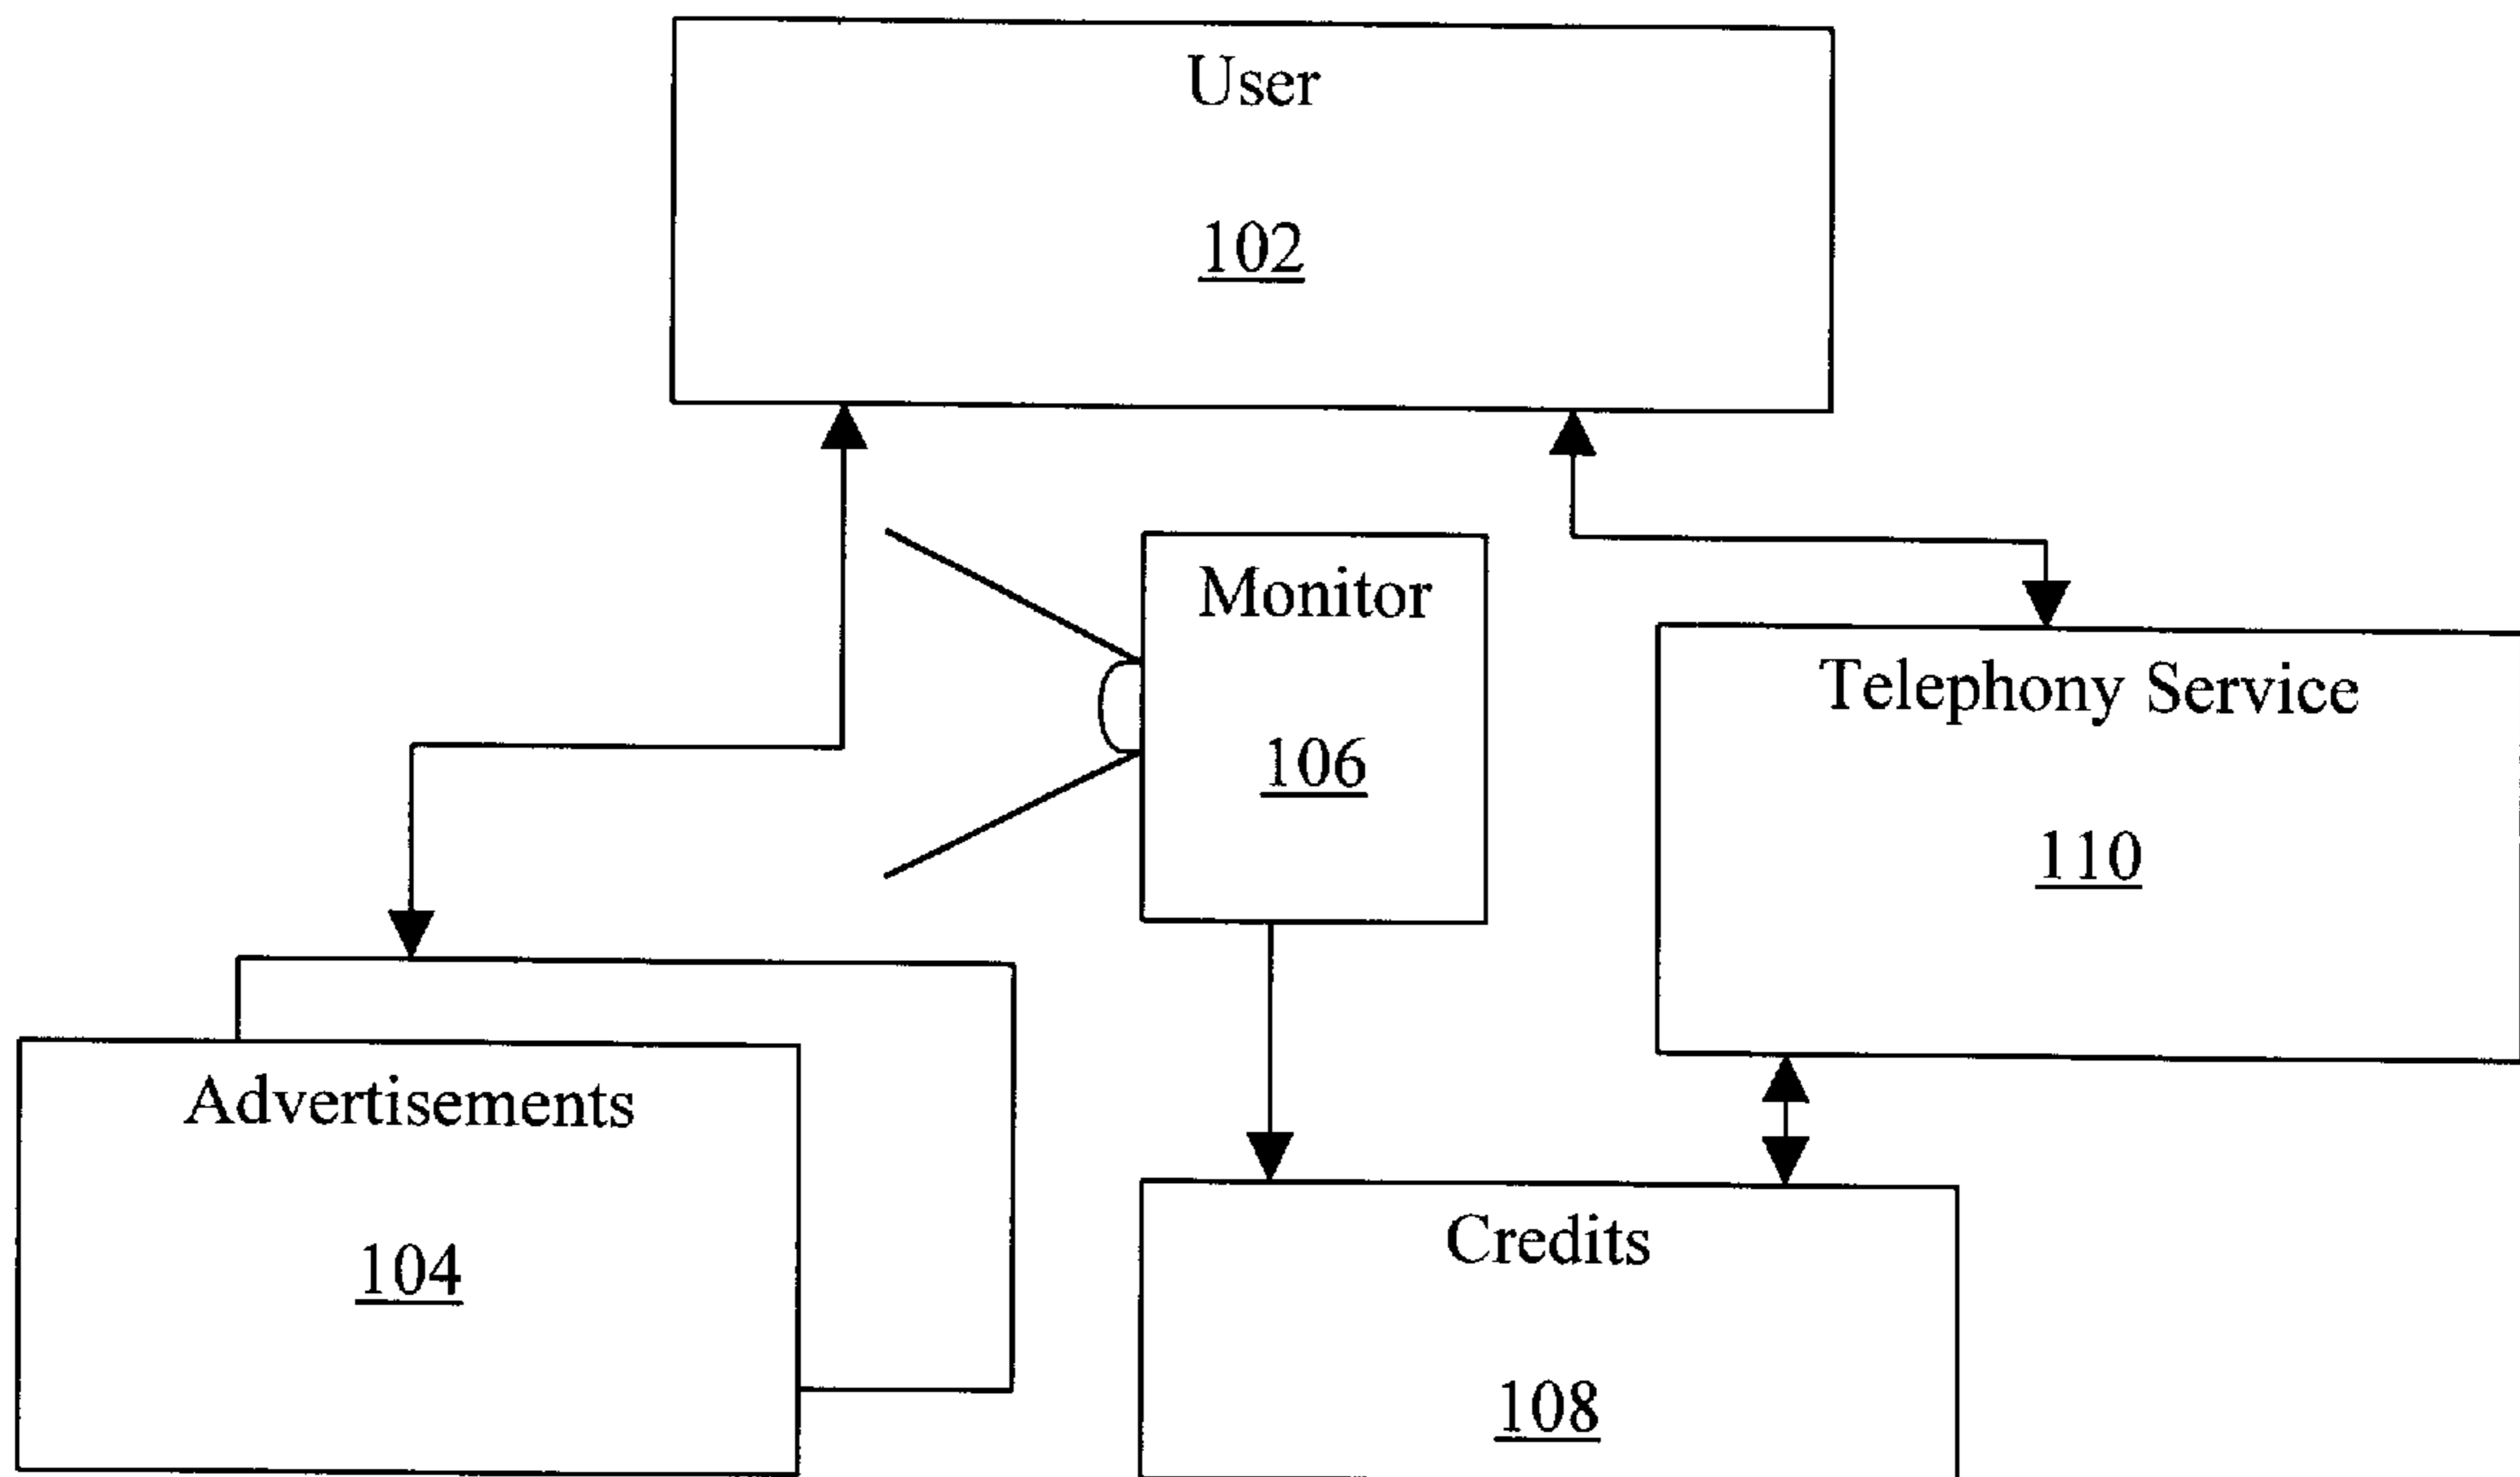 User
102
Monitor
106
Telephony Service
110
Advertisements
104
Credits
108